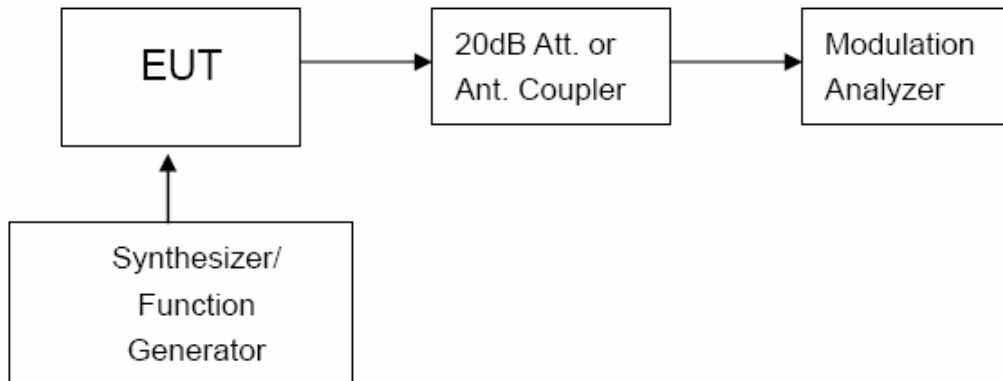 EUT
20dB Att. or
Ant. Coupler
Modulation
Analyzer
Synthesizer/
Function
Generator